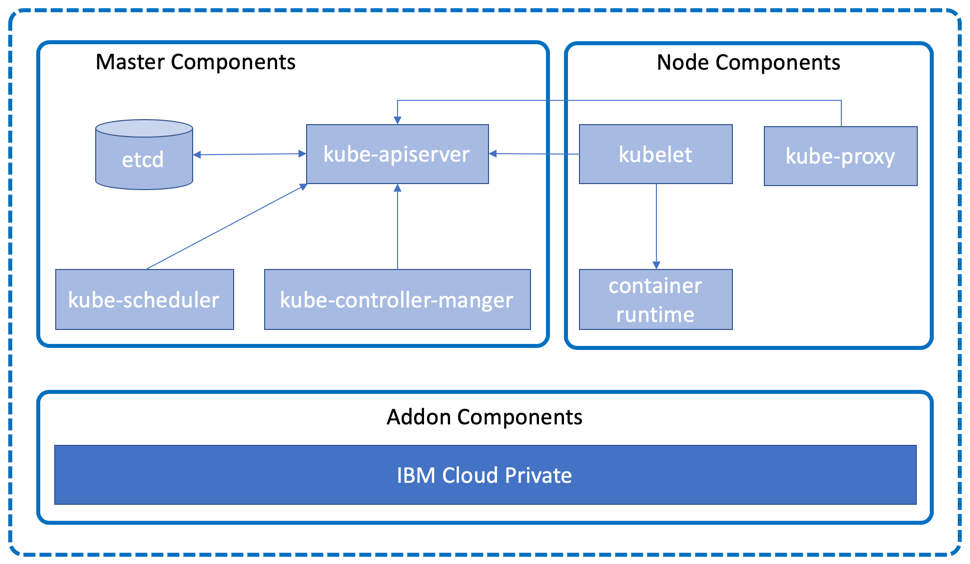 Master Components
Node Components
etcd
kube-apiserver
kubelet
kube-proxy
kube-scheduler
kube-controller-manger
container
runtime
Addon Components
IBM Cloud Private